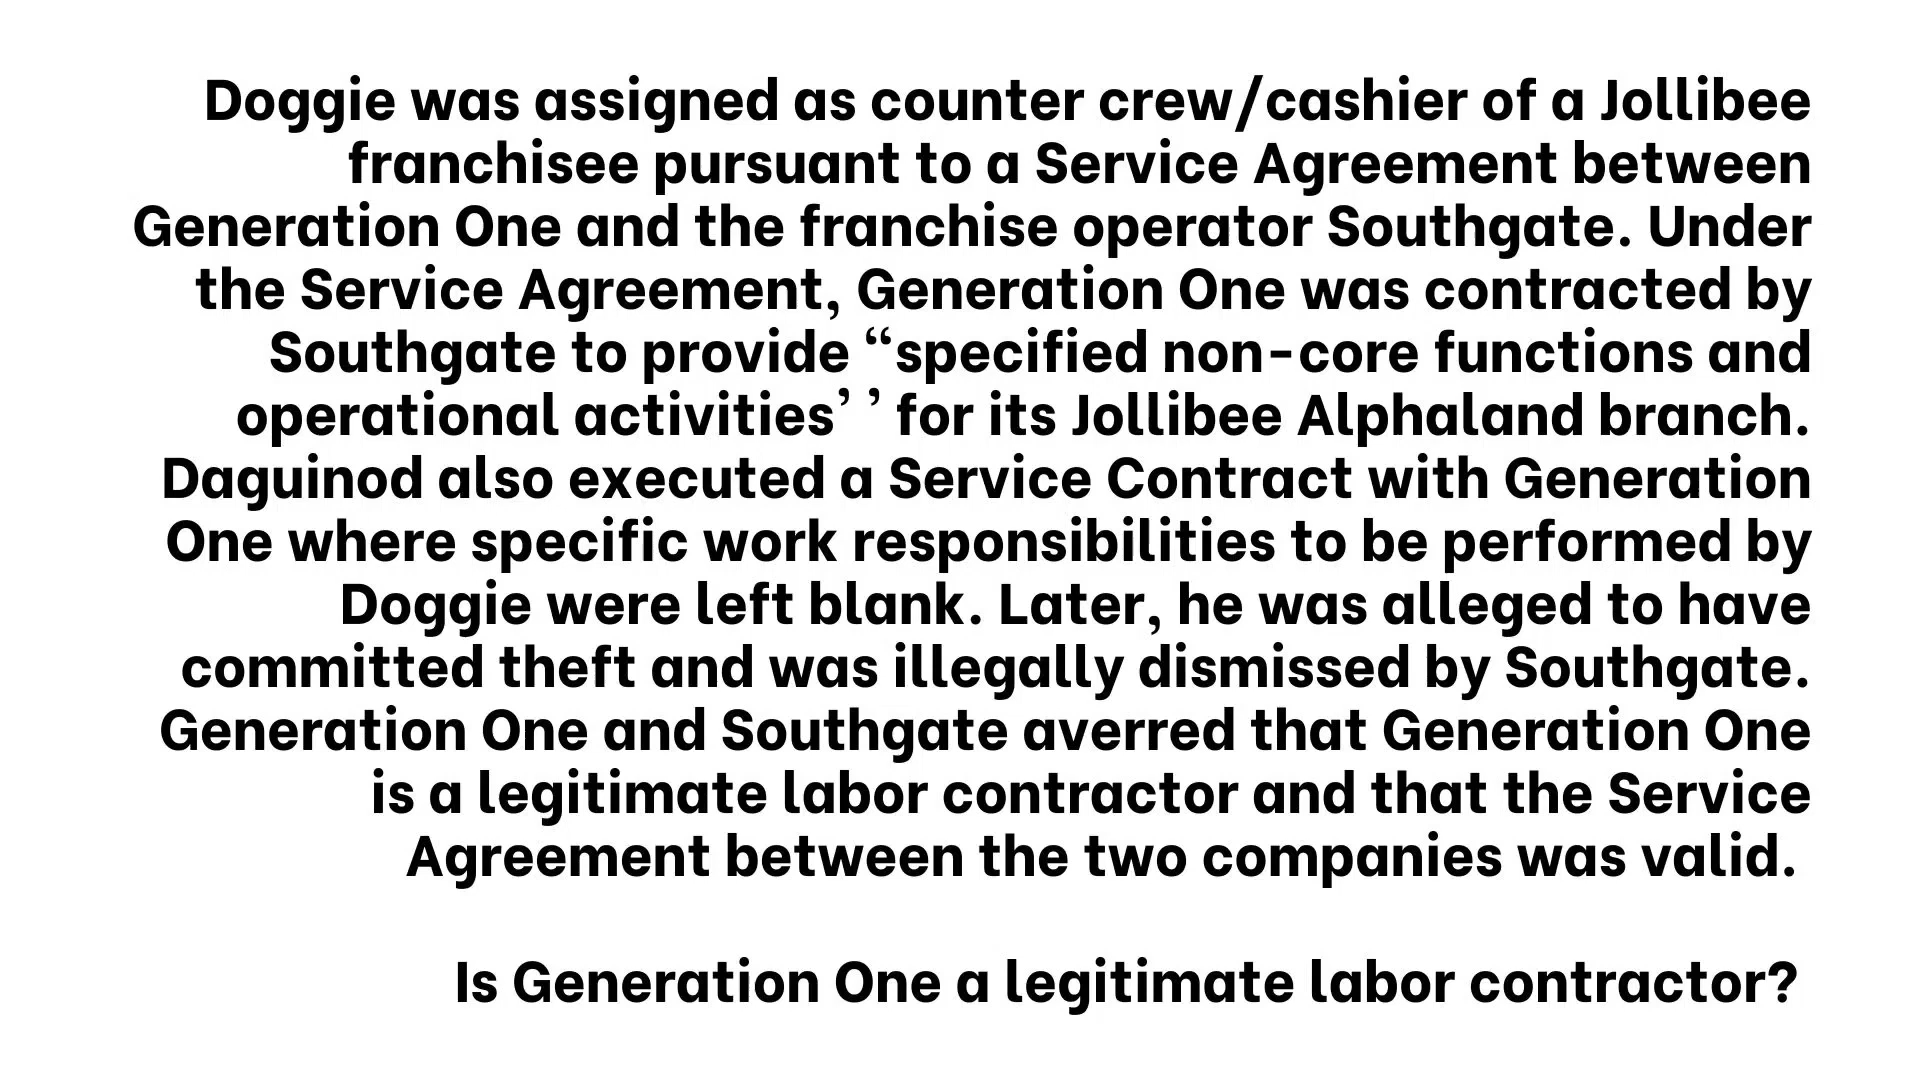 Doggie was assigned as counter crew/cashier of a Jollibee
franchisee pursuant to a Service Agreement between
Generation One and the franchise operator Southgate. Under
the Service Agreement, Generation One was contracted by
Southgate to provide “specified non-core functions and
operational activities’ ’ for its Jollibee Alphaland branch.
Daguinod also executed a Service Contract with Generation
One where specific work responsibilities to be performed by
Doggie were left blank. Later, he was alleged to have
committed theft and was illegally dismissed by Southgate.
Generation One and Southgate averred that Generation One
is a legitimate labor contractor and that the Service
Agreement between the two companies was valid.
Is Generation One a legitimate labor contractor?